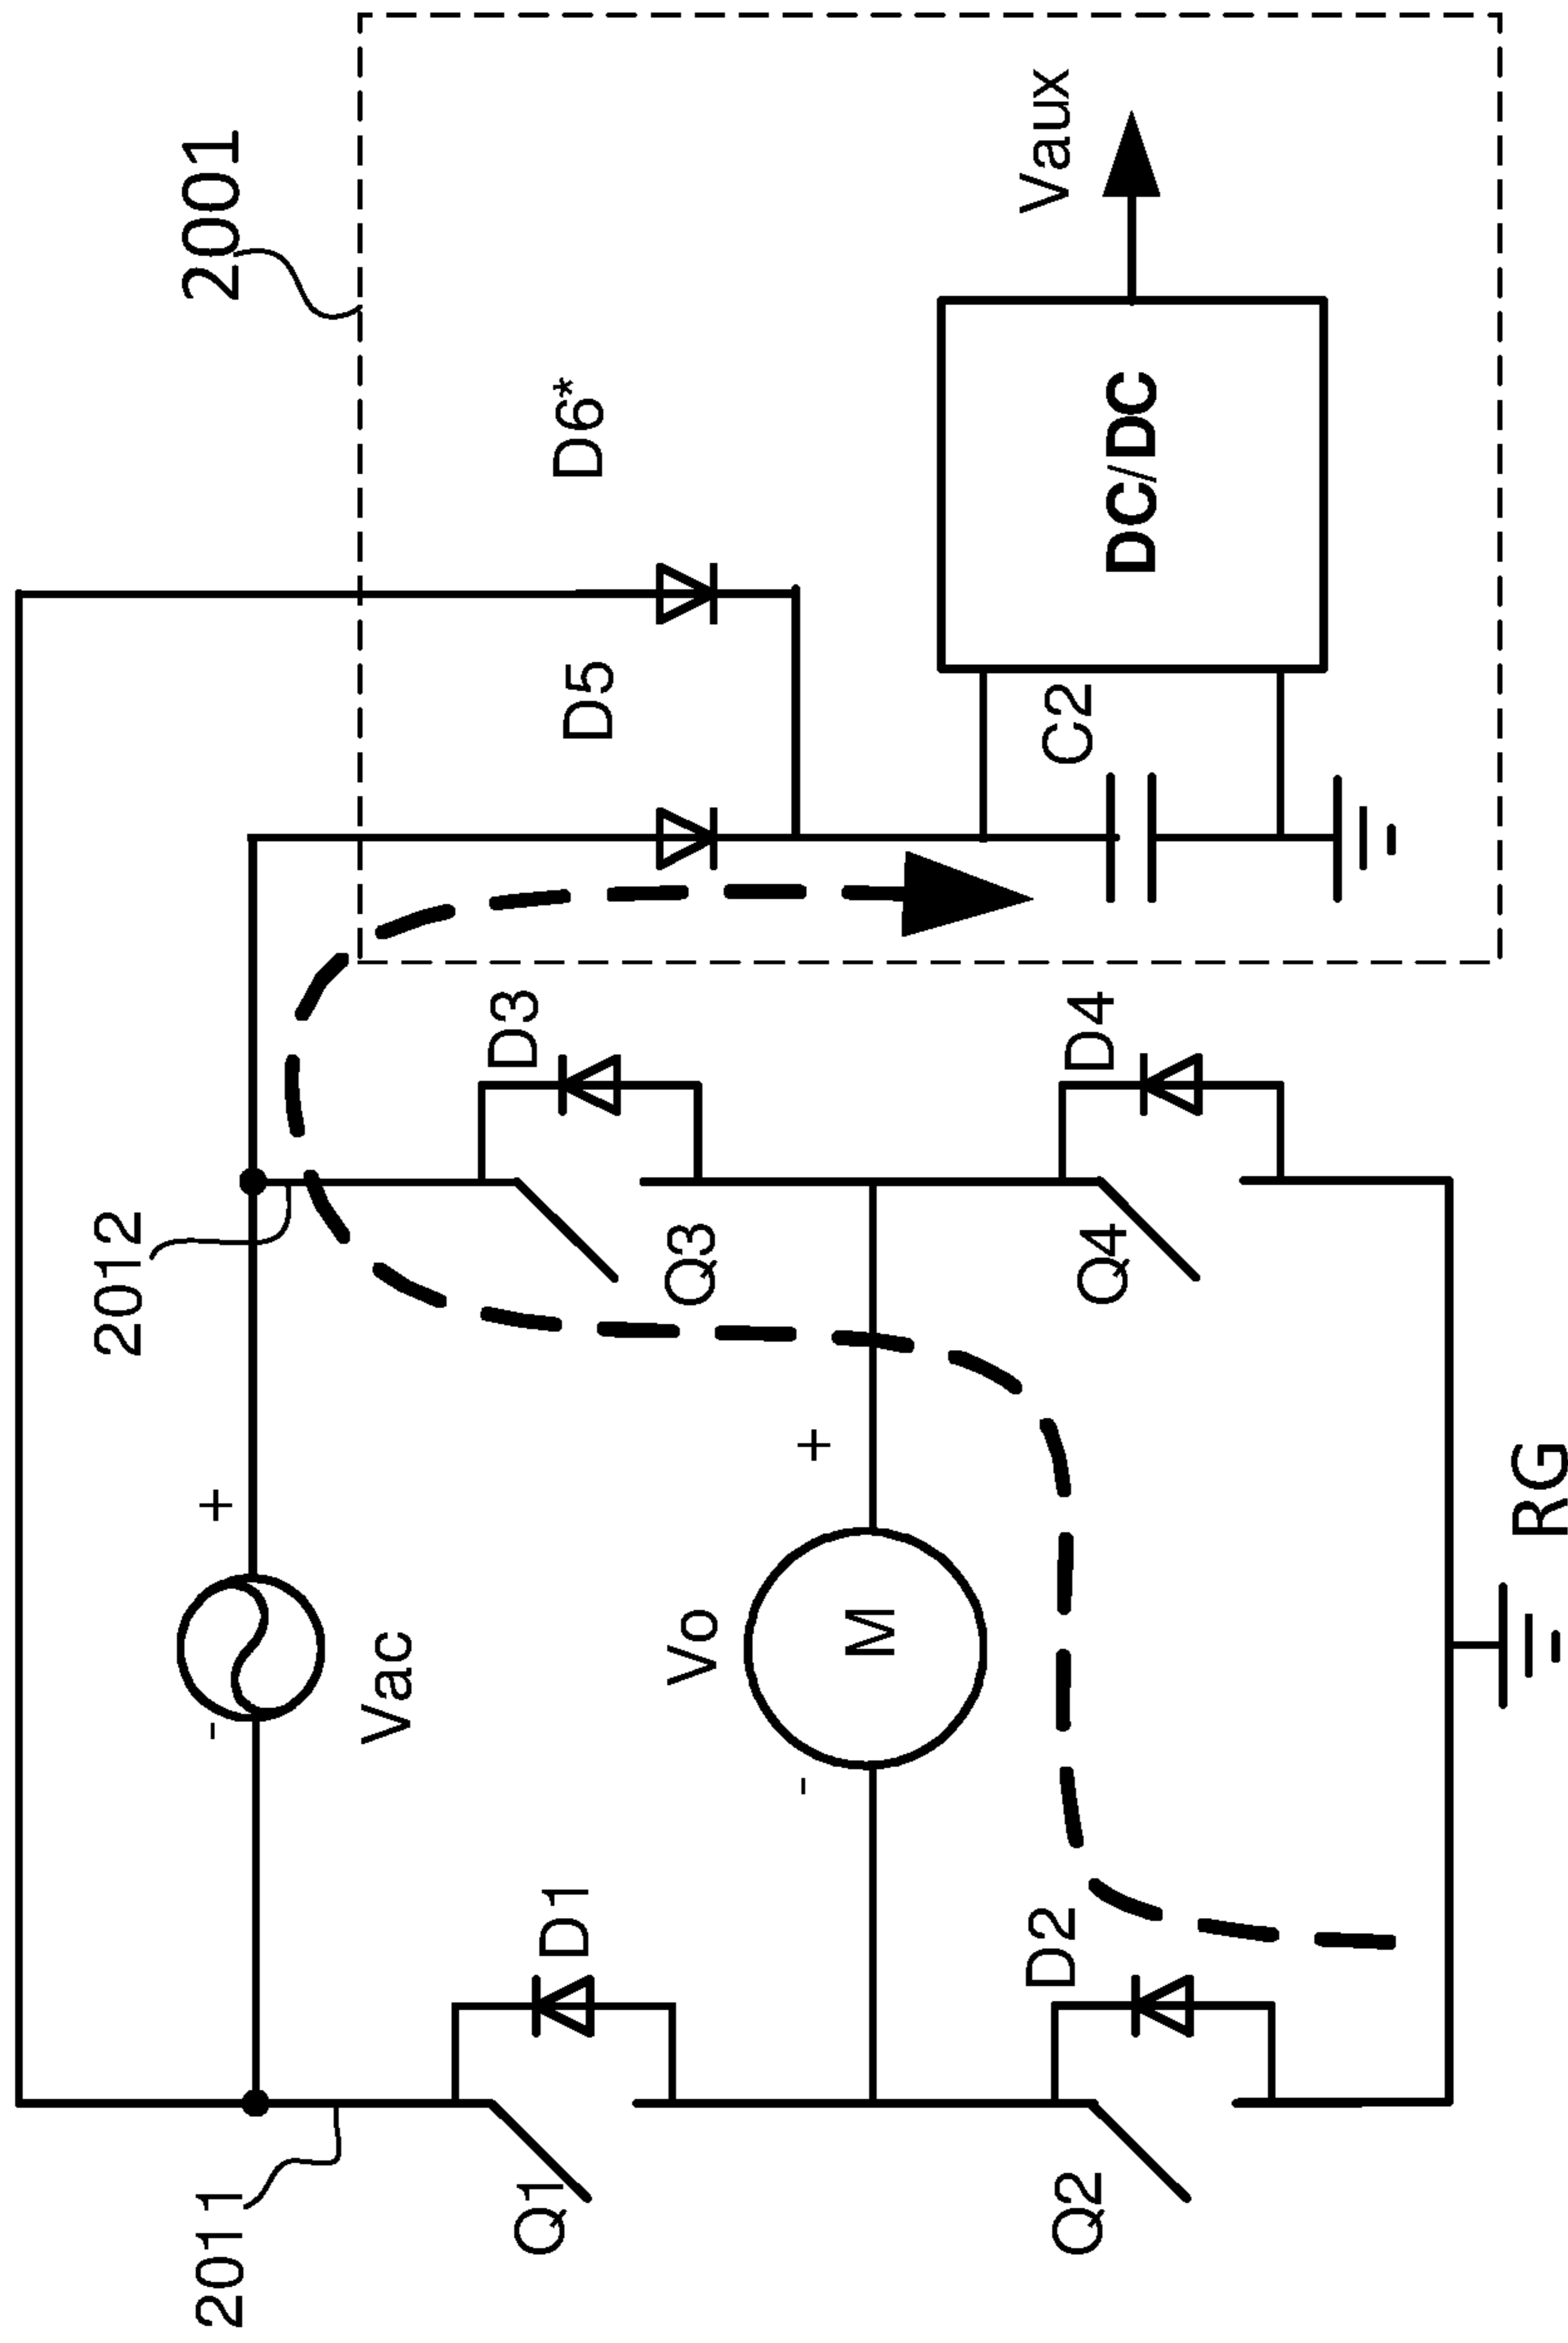 2001
2012
2011
+
-
Vac
D6*
D5
D3
D1
Vaux
Q3
Q1
Vo
+
-
M
DC/DC
C2
D4
D2
Q4
Q2
RG